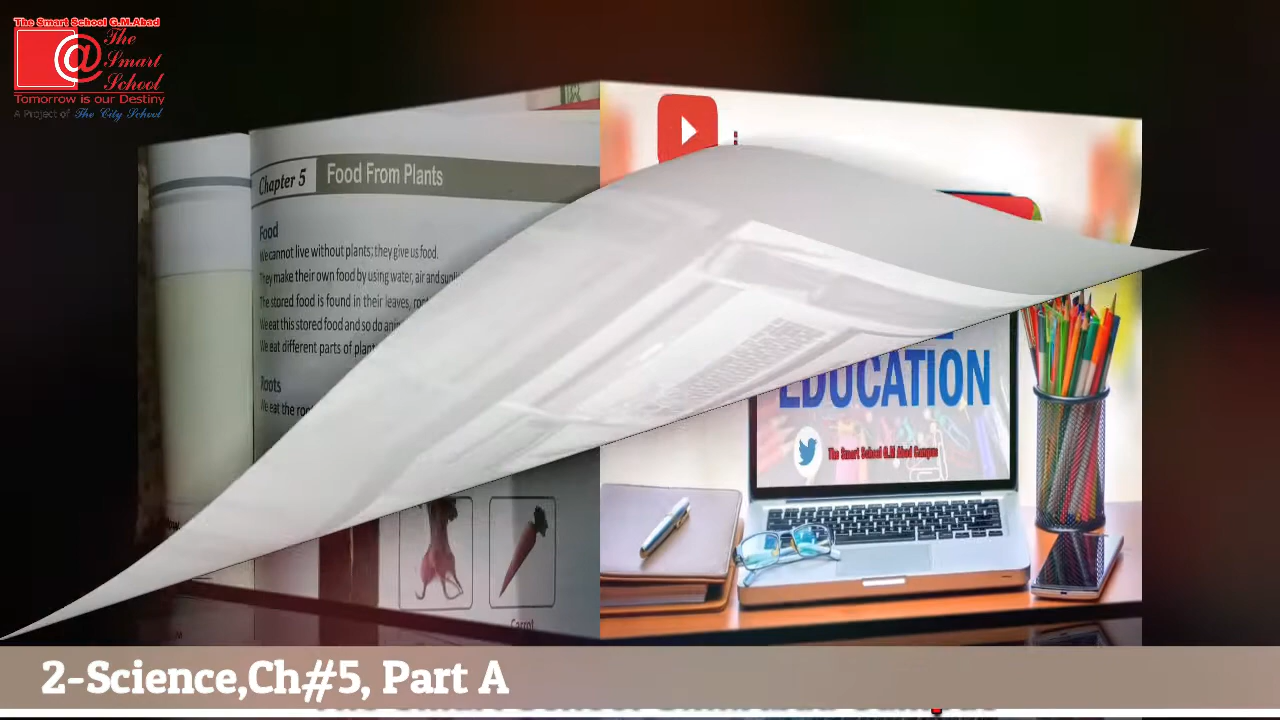 The Smart School G.M.Abad
The
Smart
School
Tomorrow is our Destiny
A Project of The City School
Chapter 5 Food From Plants
Food
We cannot live without plants; they give us food.
They make their own food by using water, air and
The stored food is found in their leaves,
We eat this stored food and so do
We eat different parts of
Roots
We eat the
EDUCATION
The Smart School G.M Abad Campus
Carrot
2-Science,Ch#5, Part A